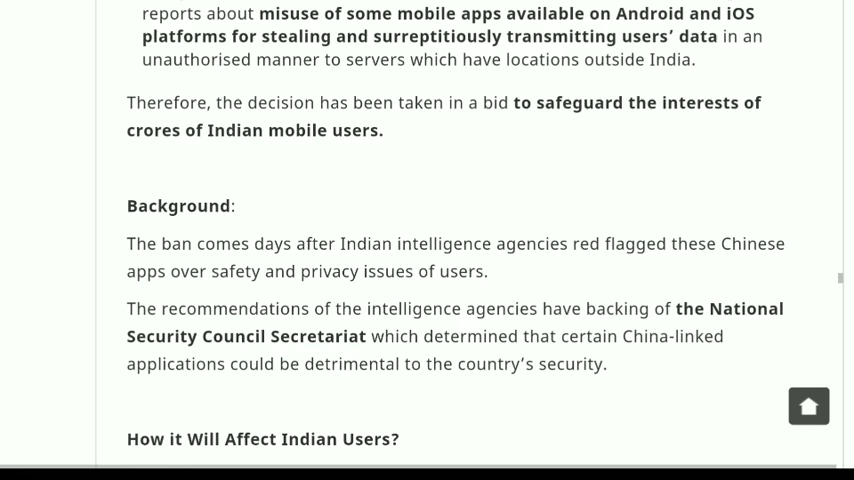 reports about misuse of some mobile apps available on Android and iOS
platforms for stealing and surreptitiously transmitting users’ data in an
unauthorised manner to servers which have locations outside India.
Therefore, the decision has been taken in a bid to safeguard the interests of
crores of Indian mobile users.
Background:
The ban comes days after Indian intelligence agencies red flagged these Chinese
apps over safety and privacy issues of users.
The recommendations of the intelligence agencies have backing of the National
Security Council Secretariat which determined that certain China-linked
applications could be detrimental to the country’s security.
How it Will Affect Indian Users?